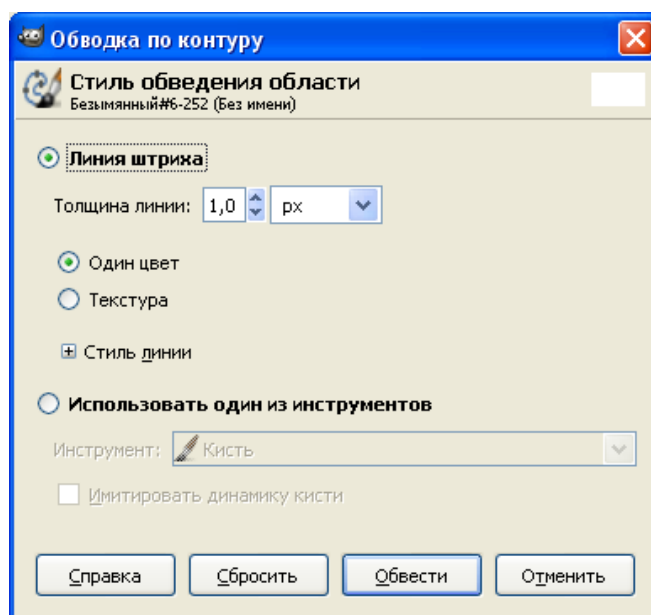 Обводка по контуру
Стиль обведения области
Безымянный#6-252 (Без имени)
Линия штриха
Толщина линии: 1,0 px
Один цвет
Текстура
Стиль линии
Использовать один из инструментов
Инструмент: Кисть
Имитировать динамику кисти
Справка Сбросить Обвести Отменить